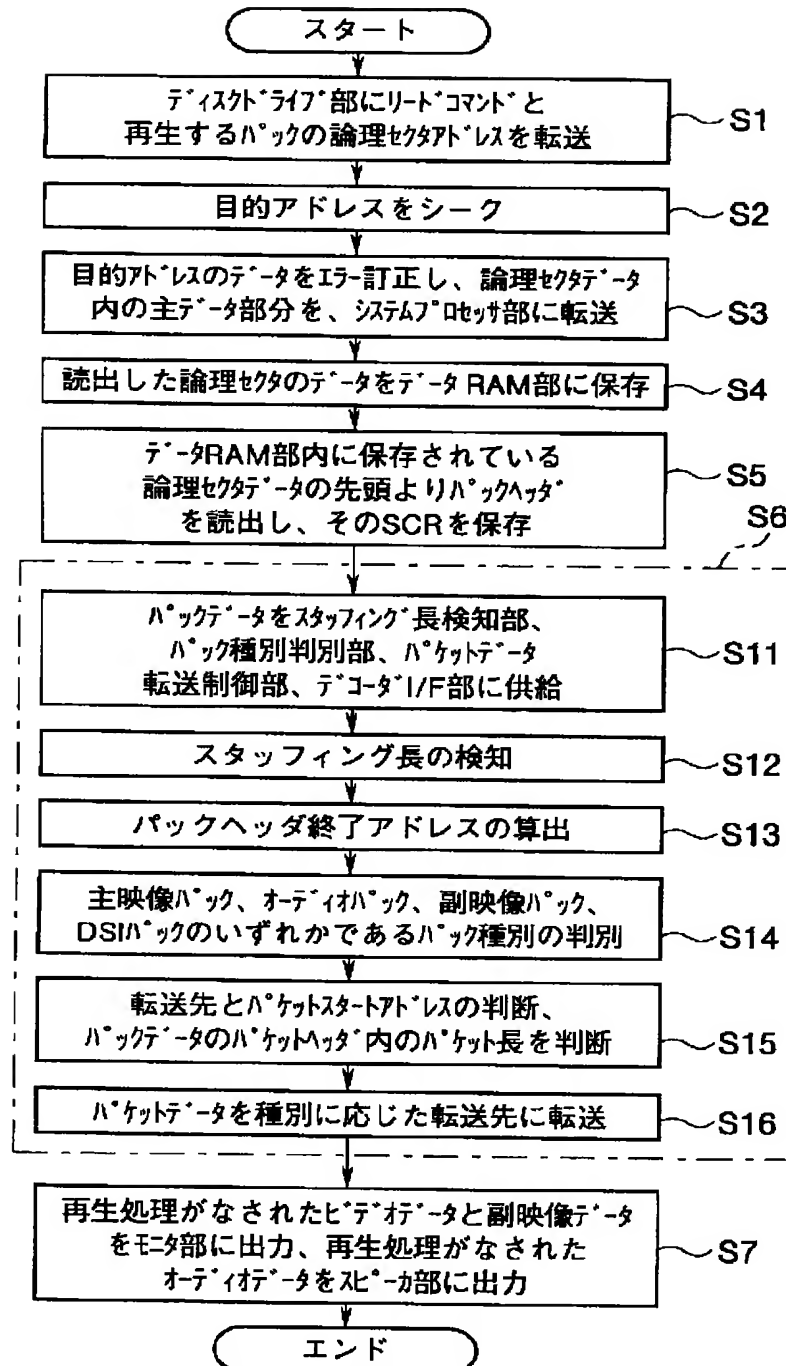 スタート
ディスクドライブ部にリードコマンドと
再生するパックの論理セクタアドレスを転送
S1
目的アドレスをシーク
S2
目的アドレスのデータをエラー訂正し、論理セクタデータ
内の主データ部分を、システムプロセッサ部に転送
S3
読出した論理セクタのデータをデータRAM部に保存
S4
データRAM部内に保存されている
論理セクタデータの先頭よりパックヘッダ
を読出し、そのSCRを保存
S5
S6
パックデータをスタッフィング長検知部、
パック種別判別部、パケットデータ
転送制御部、デコーダI/F部に供給
S11
スタッフィング長の検知
S12
パックヘッダ終了アドレスの算出
S13
主映像パック、オーディオパック、副映像パック、
DSIパックのいずれかであるパック種別の判別
S14
転送先とパケットスタートアドレスの判断、
パックデータのパケットヘッダ内のパケット長を判断
S15
パケットデータを種別に応じた転送先に転送
S16
再生処理がなされたビデオデータと副映像データ
をモニタ部に出力、再生処理がなされた
オーディオデータをスピーカ部に出力
S7
エンド